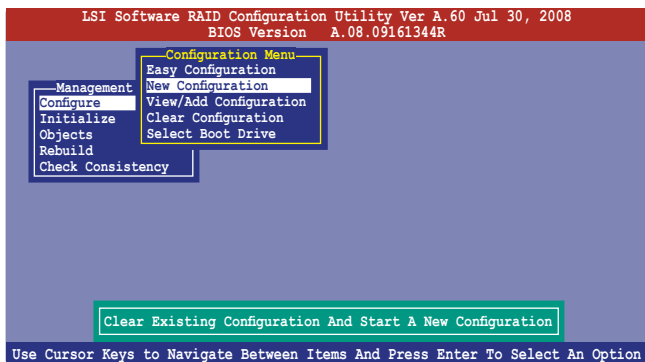 LSI Software RAID Configuration Utility Ver A.60 Jul 30, 2008
BIOS Version A.08.09161344R
Configuration Menu
Easy Configuration
New Configuration
View/Add Configuration
Clear Configuration
Select Boot Drive
Management
Configure
Initialize
Objects
Rebuild
Check Consistency
Clear Existing Configuration And Start A New Configuration
Use Cursor Keys to Navigate Between Items And Press Enter To Select An Option